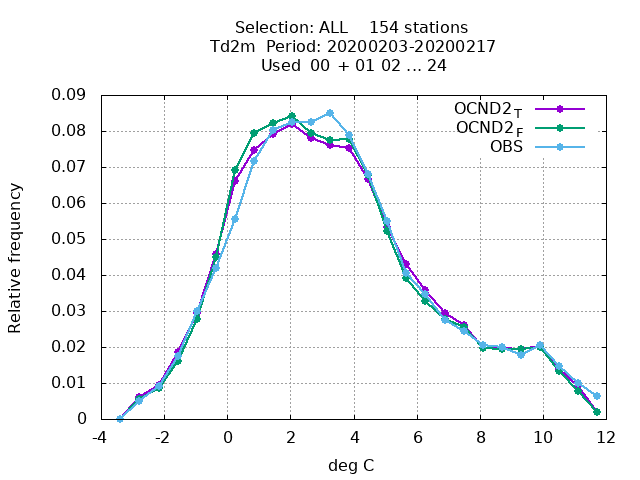 Selection: ALL    154 stations
Td2m  Period: 20200203-20200217
Used  00  + 01 02 ... 24
OCND2 T
OCND2 F
OBS
Relative frequency
0.09
0.08
0.07
0.06
0.05
0.04
0.03
0.02
0.01
0
-4 -2 0 2 4 6 8 10 12
deg C